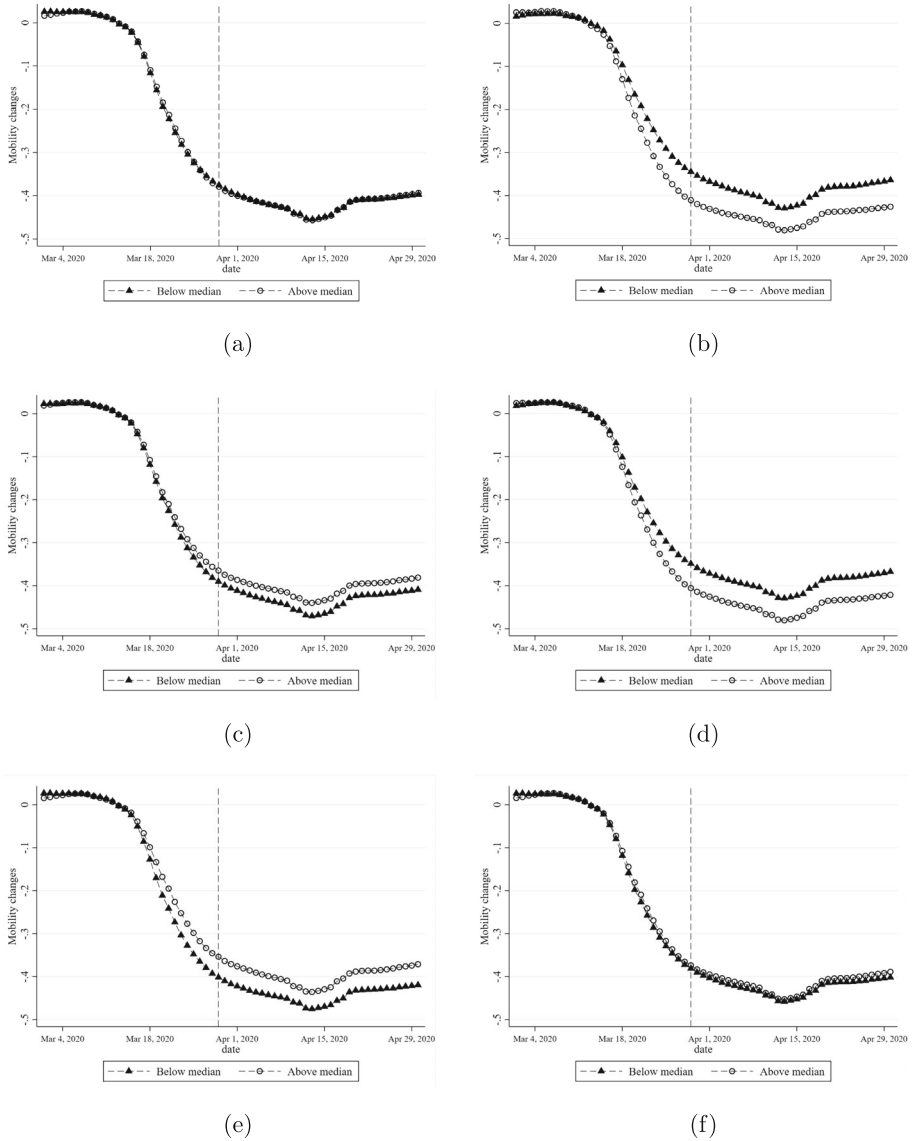 0
-.1
-.2
-.3
-.4
-.5
Mobility changes
Mar 4, 2020 Mar 18, 2020 Apr 1, 2020 Apr 15, 2020 Apr 29, 2020
date
Below median Above median
(a)
0
-.1
-.2
-.3
-.4
-.5
Mobility changes
Mar 4, 2020 Mar 18, 2020 Apr 1, 2020 Apr 15, 2020 Apr 29, 2020
date
Below median Above median
(b)
0
-.1
-.2
-.3
-.4
-.5
Mobility changes
Mar 4, 2020 Mar 18, 2020 Apr 1, 2020 Apr 15, 2020 Apr 29, 2020
date
Below median Above median
(c)
0
-.1
-.2
-.3
-.4
-.5
Mobility changes
Mar 4, 2020 Mar 18, 2020 Apr 1, 2020 Apr 15, 2020 Apr 29, 2020
date
Below median Above median
(d)
0
-.1
-.2
-.3
-.4
-.5
Mobility changes
Mar 4, 2020 Mar 18, 2020 Apr 1, 2020 Apr 15, 2020 Apr 29, 2020
date
Below median Above median
(e)
0
-.1
-.2
-.3
-.4
-.5
Mobility changes
Mar 4, 2020 Mar 18, 2020 Apr 1, 2020 Apr 15, 2020 Apr 29, 2020
date
Below median Above median
(f)